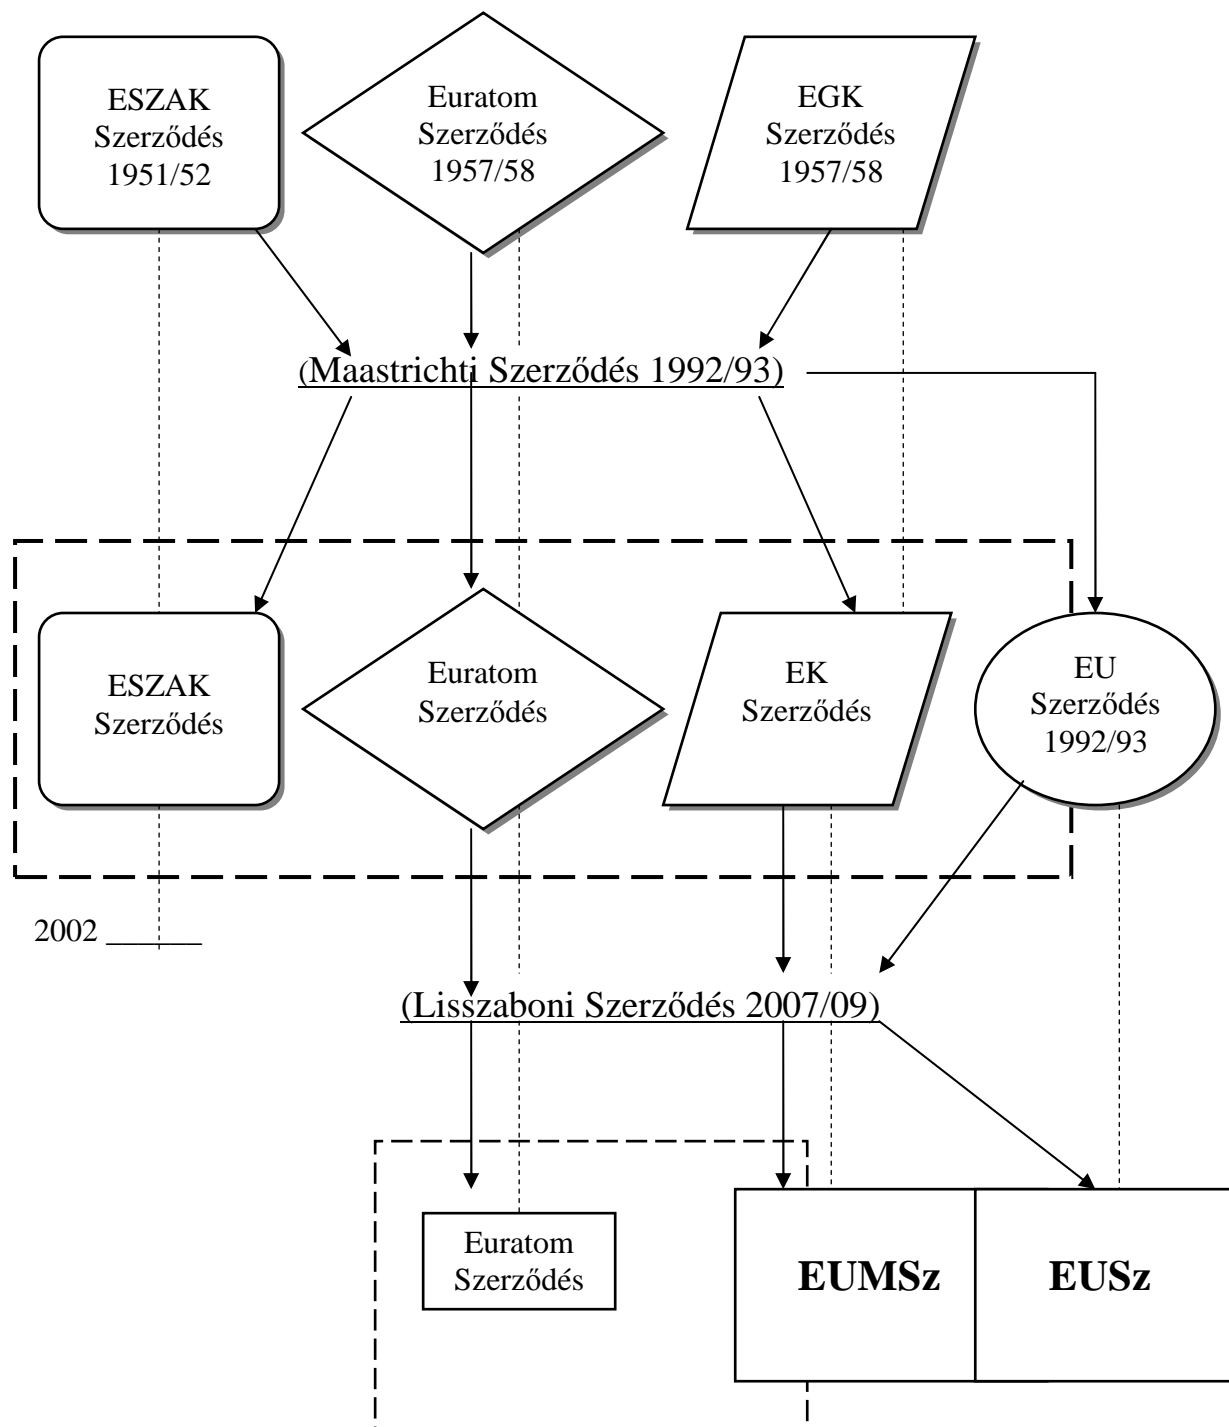 ESZAK
Szerződés
1951/52
Euratom
Szerződés
1957/58
EGK
Szerződés
1957/58
(Maastrichti Szerződés 1992/93)
ESZAK
Szerződés
Euratom
Szerződés
EK
Szerződés
EU
Szerződés
1992/93
2002 ______
(Lisszaboni Szerződés 2007/09)
Euratom
Szerződés
EUMSz
EUSz